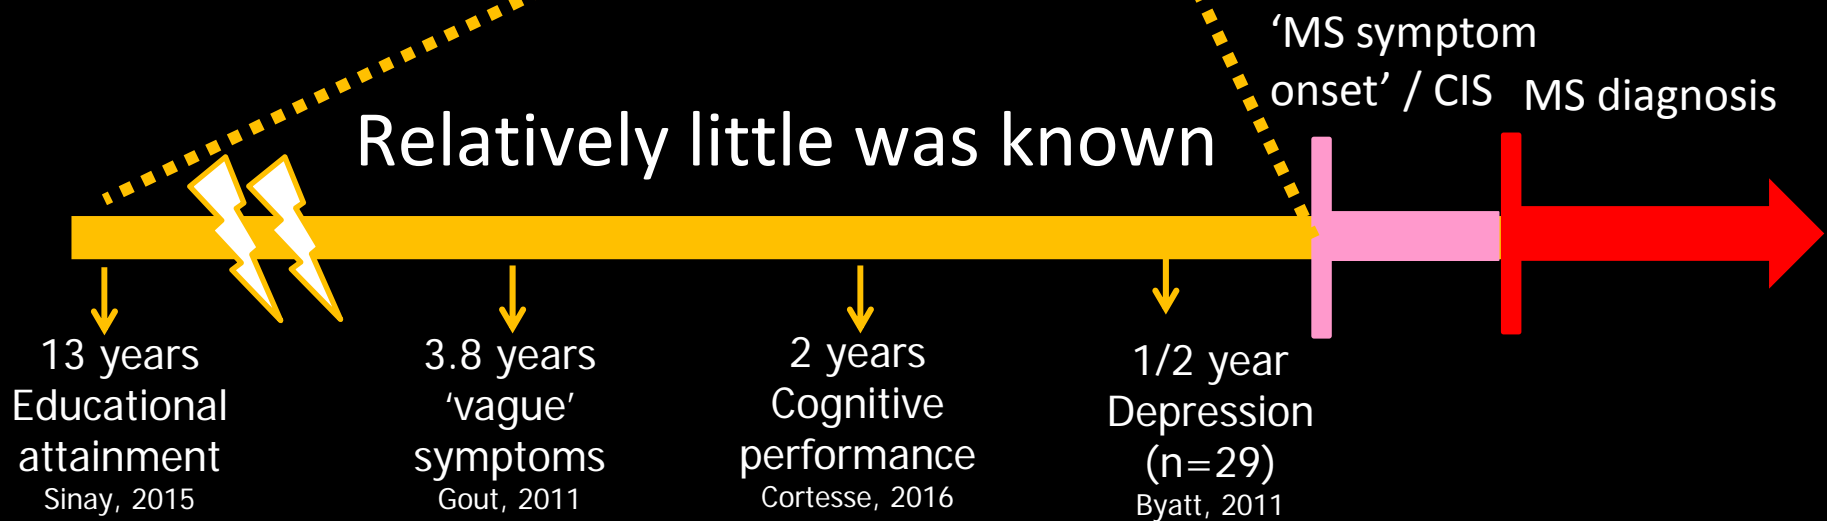 ‘MS symptom
onset’ / CIS
MS diagnosis
Relatively little was known
13 years
Educational
attainment
Sinay, 2015
3.8 years
‘vague’
symptoms
Gout, 2011
2 years
Cognitive
performance
Cortesse, 2016
1/2 year
Depression
(n=29)
Byatt, 2011